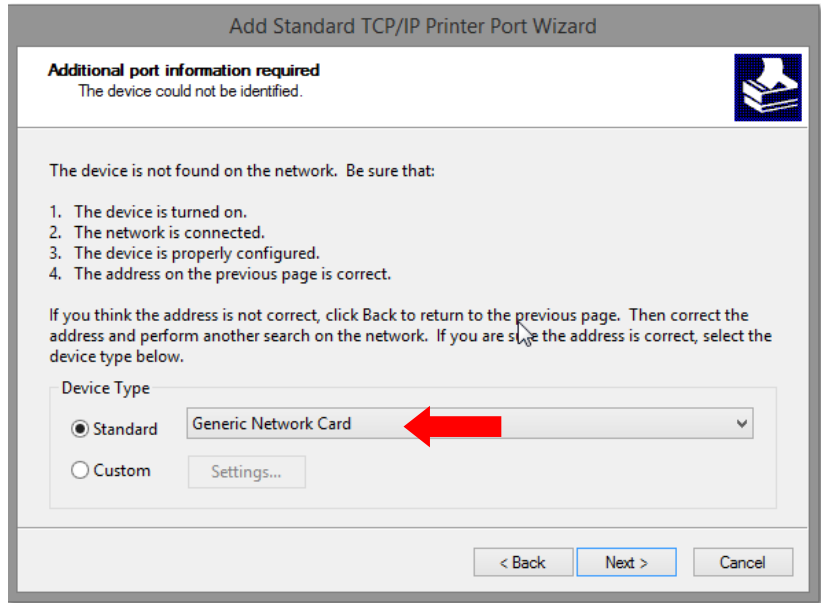 Add Standard TCP/IP Printer Port Wizard
Additional port information required
The device could not be identified.
The device is not found on the network.  Be sure that:
1.  The device is turned on.
2.  The network is connected.
3.  The device is properly configured.
4.  The address on the previous page is correct.
If you think the address is not correct, click Back to return to the previous page.  Then correct the
address and perform another search on the network.  If you are sure the address is correct, select the
device type below.
Device Type
Standard
Generic Network Card
Custom
Settings...
< Back
Next >
Cancel